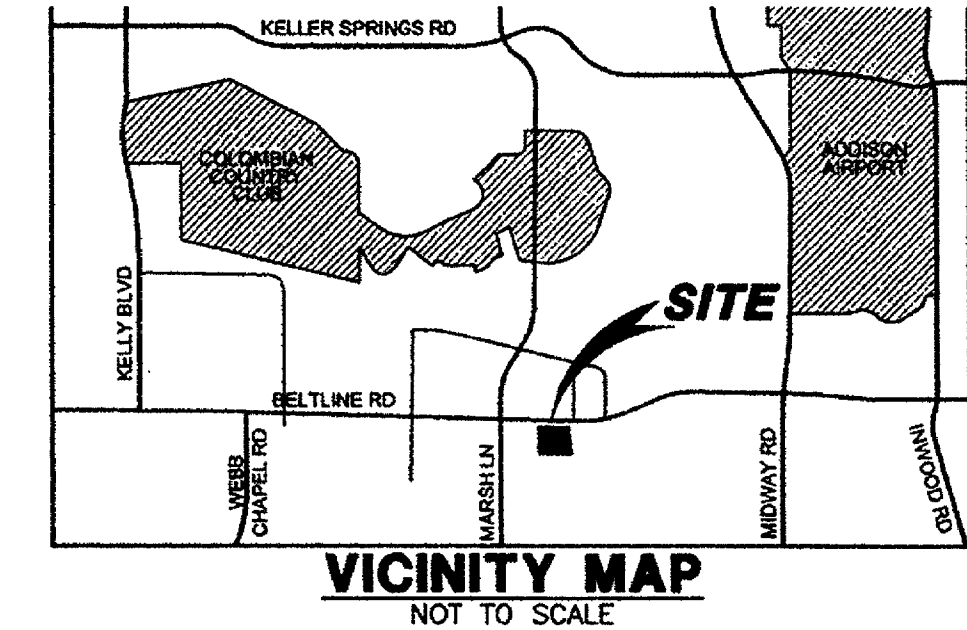 KELLER SPRINGS RD
COLOMBIAN
COUNTRY
CLUB
ADDISON
AIRPORT
KELLY BLVD
SITE
BELTLINE RD
WEBB
CHAPEL RD
MARSH LN
MIDWAY RD
INWOOD RD
VICINITY MAP
NOT TO SCALE